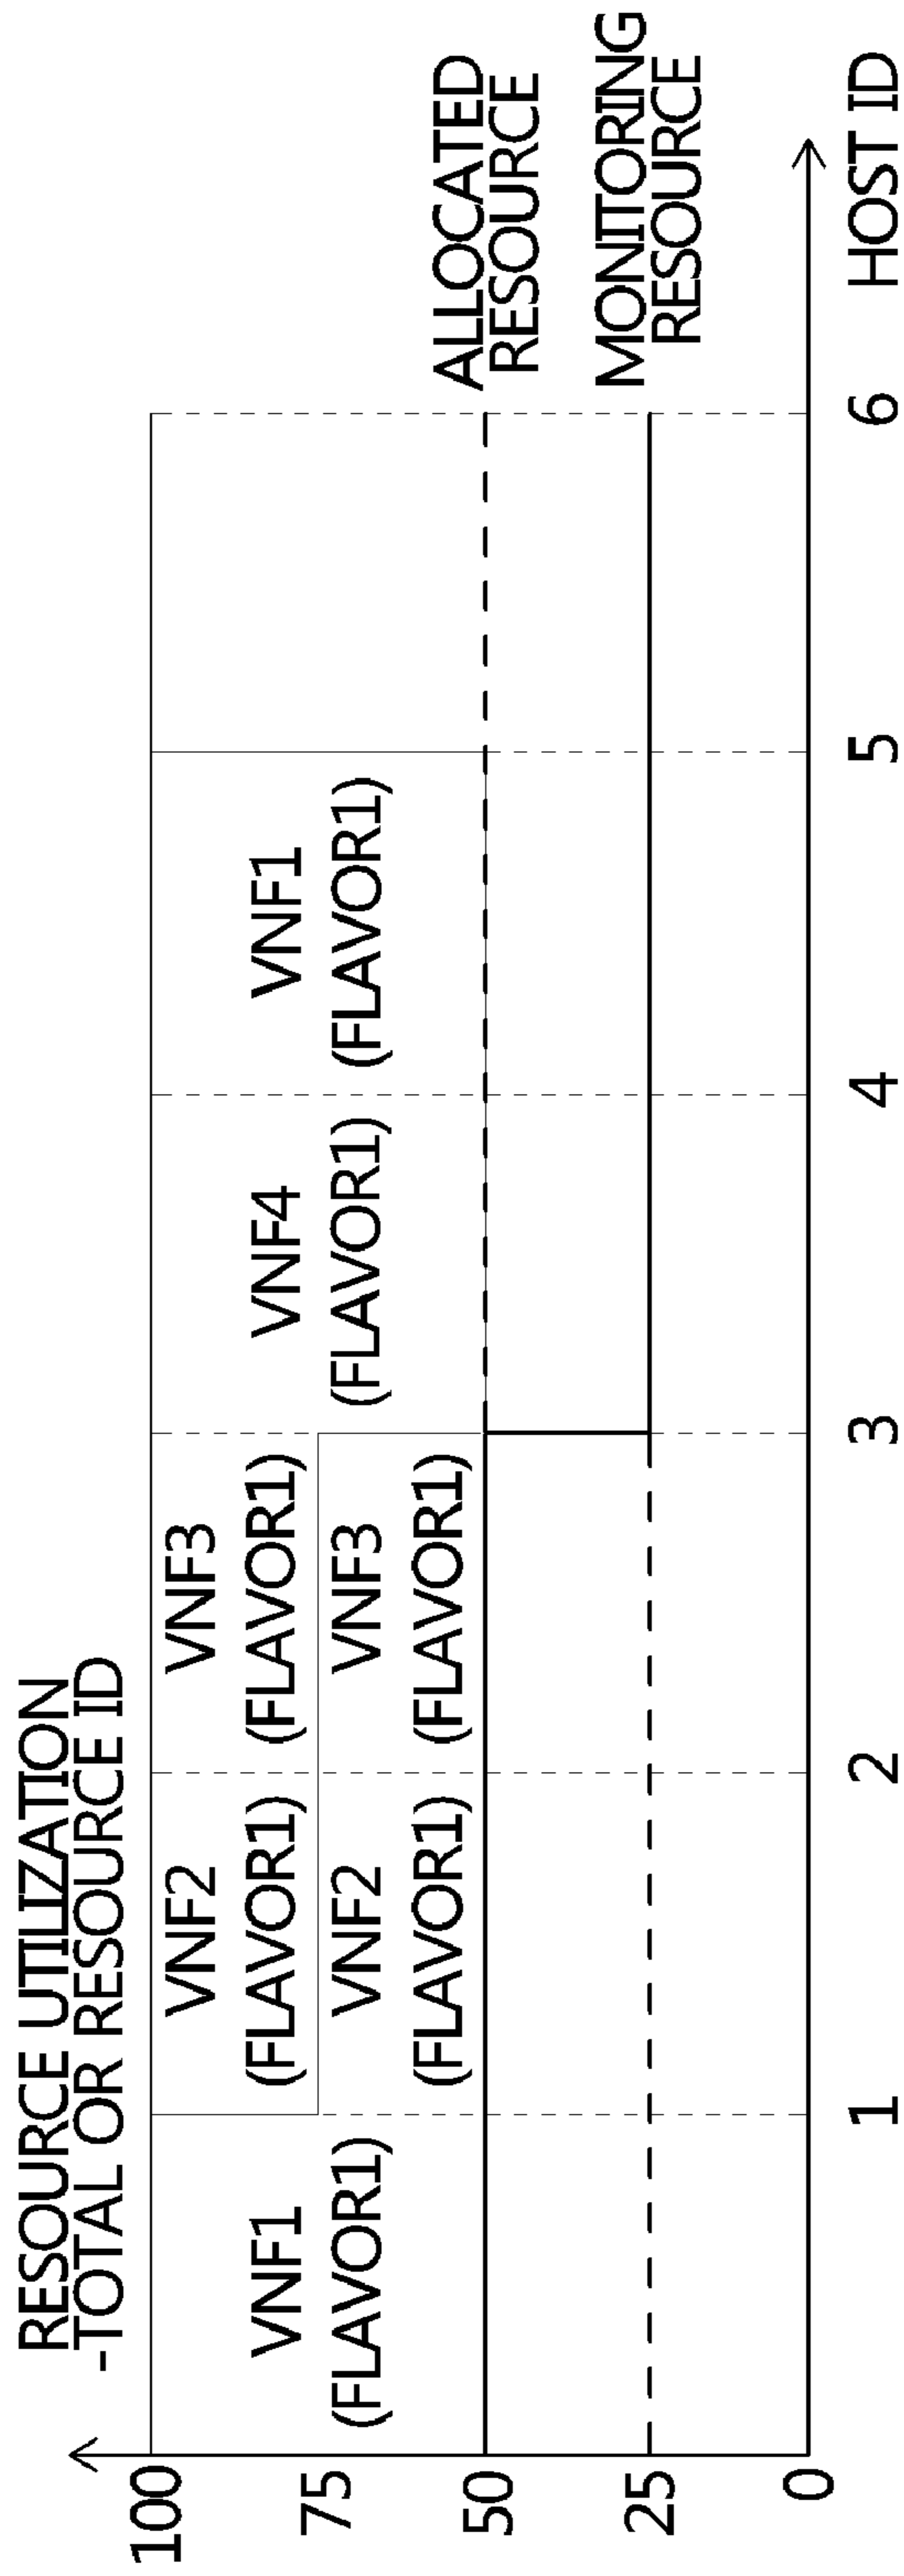 RESOURCE UTILIZATION
-TOTAL OR RESOURCE ID
100
75
50
25
0
VNF1
(FLAVOR1)
VNF2
(FLAVOR1)
VNF2
(FLAVOR1)
VNF3
(FLAVOR1)
VNF3
(FLAVOR1)
VNF4
(FLAVOR1)
VNF1
(FLAVOR1)
ALLOCATED
RESOURCE
MONITORING
RESOURCE
1
2
3
4
5
6
HOST ID